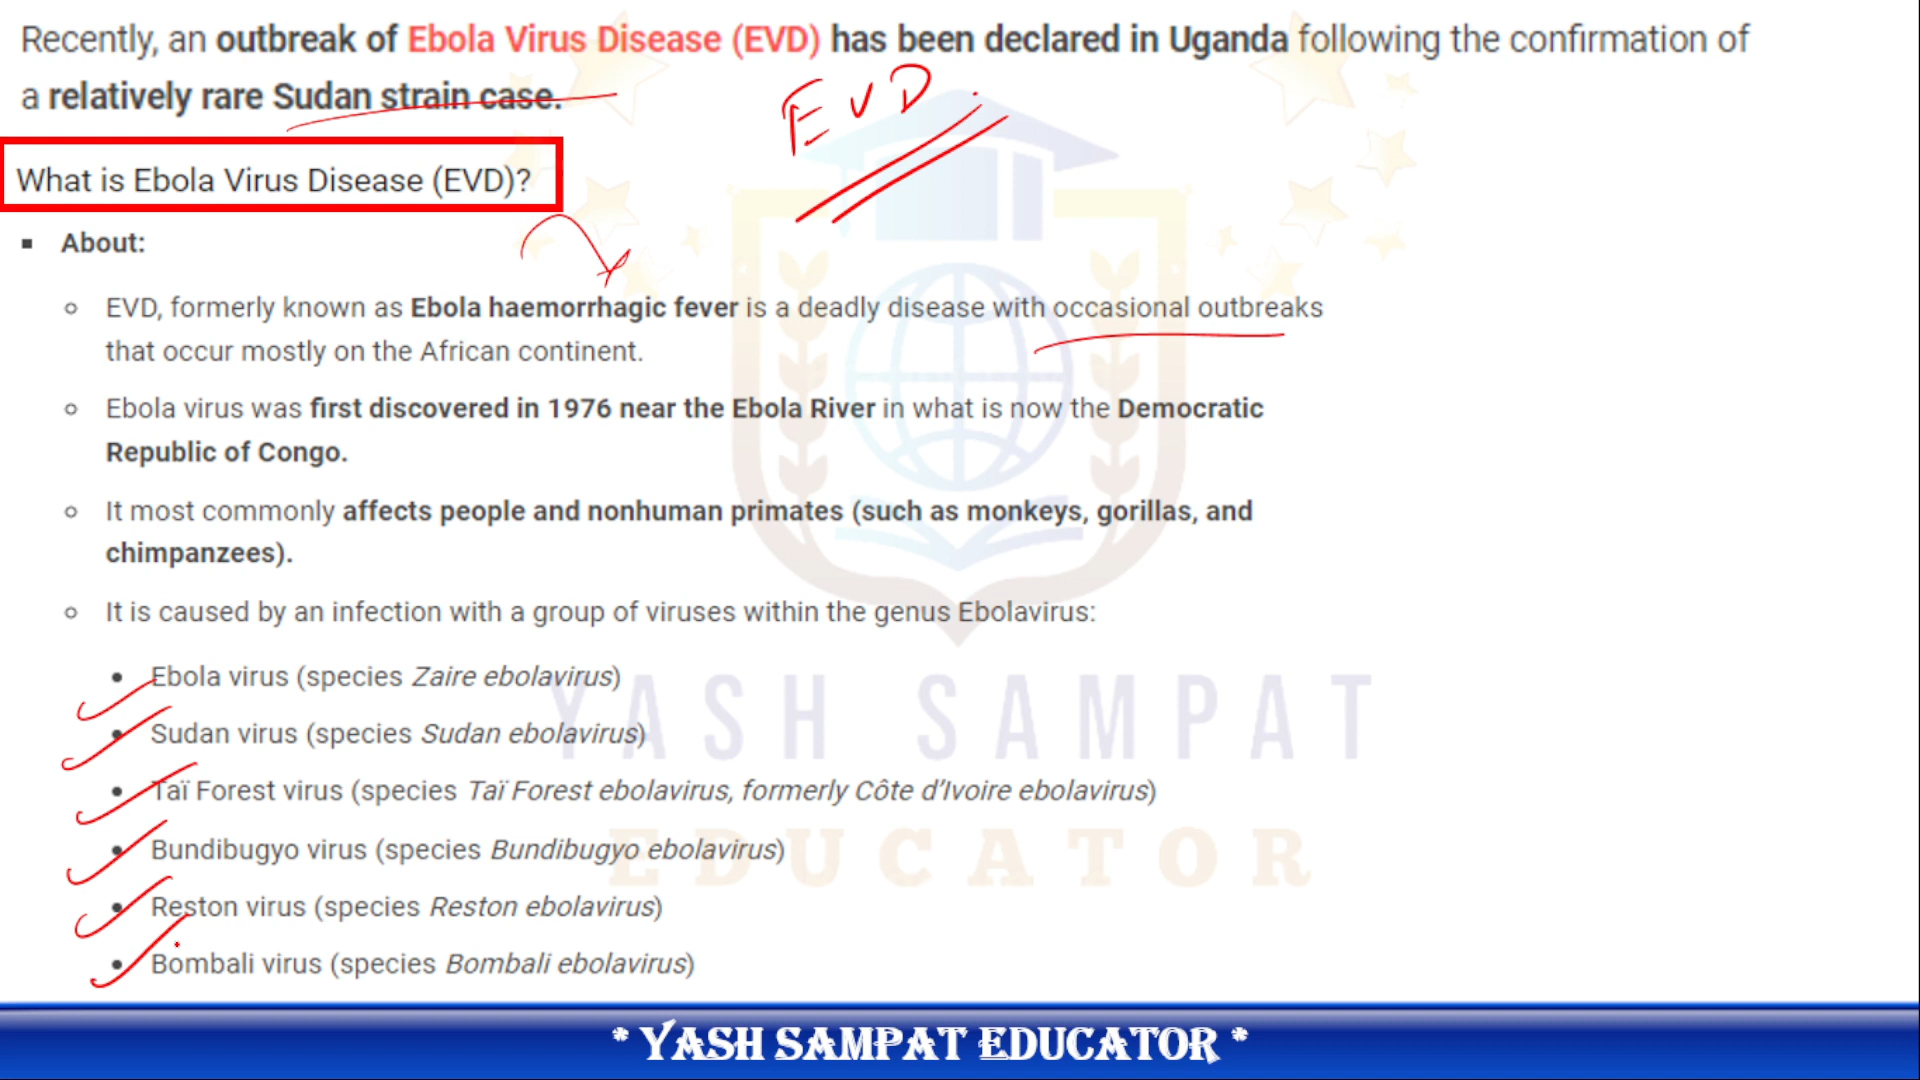 Recently, an outbreak of Ebola Virus Disease (EVD) has been declared in Uganda following the confirmation of
a relatively rare Sudan strain case.
EVD
What is Ebola Virus Disease (EVD)?
▪ About:
○ EVD, formerly known as Ebola haemorrhagic fever is a deadly disease with occasional outbreaks
that occur mostly on the African continent.
○ Ebola virus was first discovered in 1976 near the Ebola River in what is now the Democratic
Republic of Congo.
○ It most commonly affects people and nonhuman primates (such as monkeys, gorillas, and
chimpanzees).
○ It is caused by an infection with a group of viruses within the genus Ebolavirus:
• Ebola virus (species Zaire ebolavirus)
• Sudan virus (species Sudan ebolavirus)
• Taï Forest virus (species Taï Forest ebolavirus, formerly Côte d’Ivoire ebolavirus)
• Bundibugyo virus (species Bundibugyo ebolavirus)
• Reston virus (species Reston ebolavirus)
• Bombali virus (species Bombali ebolavirus)
YASH SAMPAT
EDUCATOR
* YASH SAMPAT EDUCATOR *